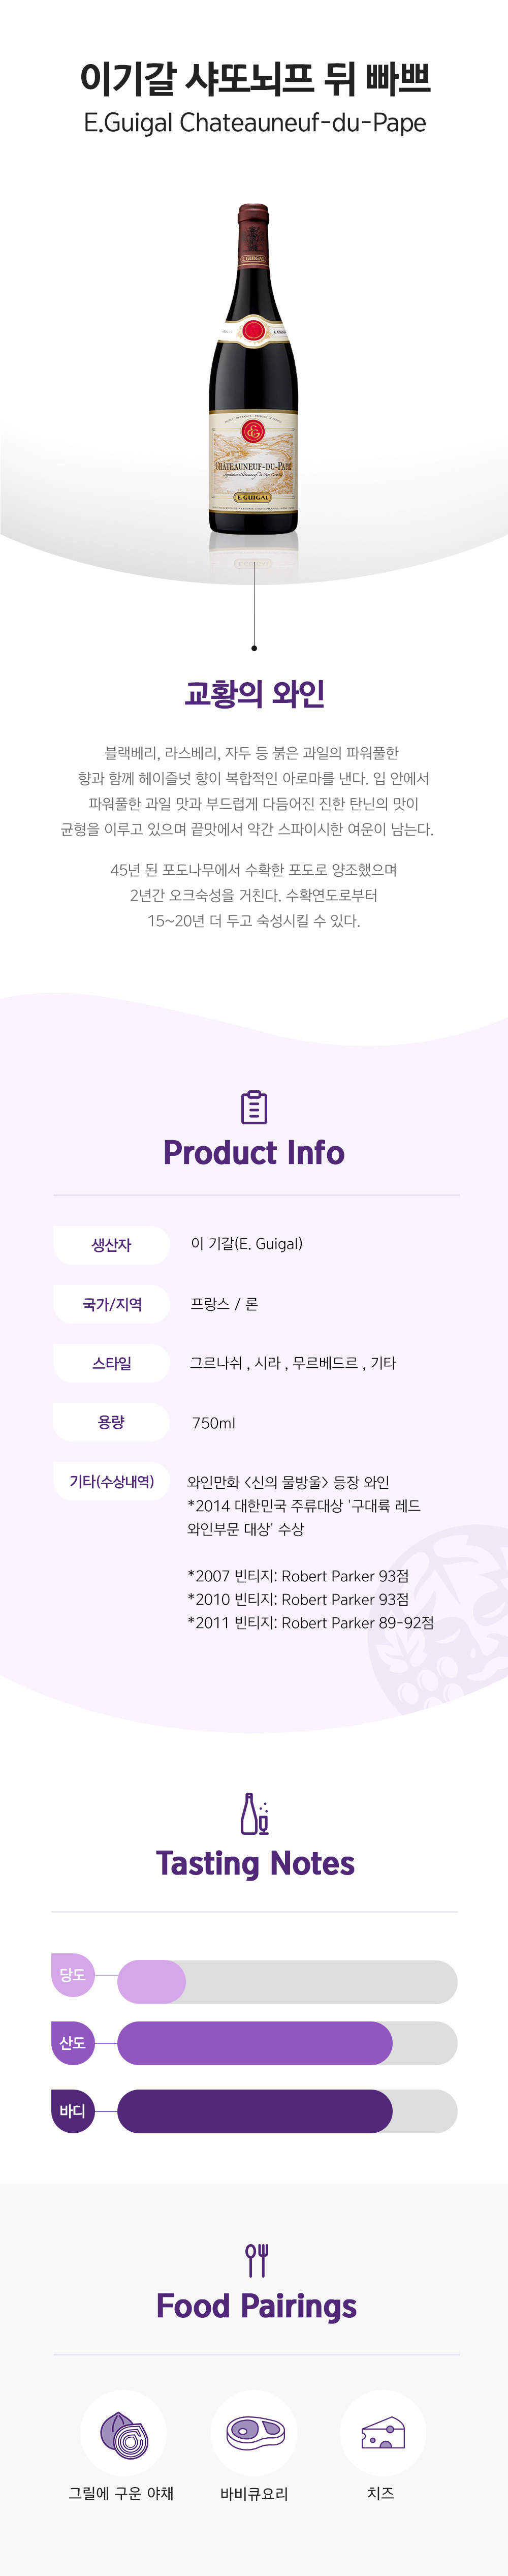 이기갈 샤또뇌프 뒤 빠쁘
E.Guigal Chateauneuf-du-Pape
E.GUIGAL
CHATEAUNEUF-DU-PAPE
E.GUIGAL
교황의 와인
블랙베리, 라스베리, 자두 등 붉은 과일의 파워풀한
향과 함께 헤이즐넛 향이 복합적인 아로마를 낸다. 입 안에서
파워풀한 과일 맛과 부드럽게 다듬어진 진한 탄닌의 맛이
균형을 이루고 있으며 끝맛에서 약간 스파이시한 여운이 남는다.
45년 된 포도나무에서 수확한 포도로 양조했으며
2년간 오크숙성을 거친다. 수확연도로부터
15~20년 더 두고 숙성시킬 수 있다.
Product Info
생산자 이 기갈(E. Guigal)
국가/지역 프랑스 / 론
스타일 그르나쉬 , 시라 , 무르베드르 , 기타
용량 750ml
기타(수상내역) 와인만화 <신의 물방울> 등장 와인
*2014 대한민국 주류대상 '구대륙 레드
와인부문 대상' 수상
*2007 빈티지: Robert Parker 93점
*2010 빈티지: Robert Parker 93점
*2011 빈티지: Robert Parker 89-92점
Tasting Notes
당도
산도
바디
Food Pairings
그릴에 구운 야채 바비큐요리 치즈